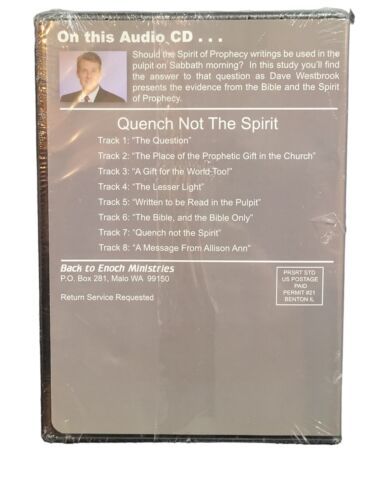 On this Audio CD . . .
Should the Spirit of Prophecy writings be used in the
pulpit on Sabbath morning? In this study you'll find
the answer to that question as Dave Westbrook
presents the evidence from the Bible and the Spirit
of Prophecy.
Quench Not The Spirit
Track 1: "The Question"
Track 2: "The Place of the Prophetic Gift in the Church"
Track 3: "A Gift for the World Too!"
Track 4: "The Lesser Light"
Track 5: "Written to be Read in the Pulpit"
Track 6: "The Bible, and the Bible Only"
Track 7: "Quench not the Spirit"
Track 8: "A Message From Allison Ann"
Back to Enoch Ministries
P.O. Box 281, Malo WA 99150
Return Service Requested
PRSRT STD
US POSTAGE
PAID
PERMIT #21
BENTON IL